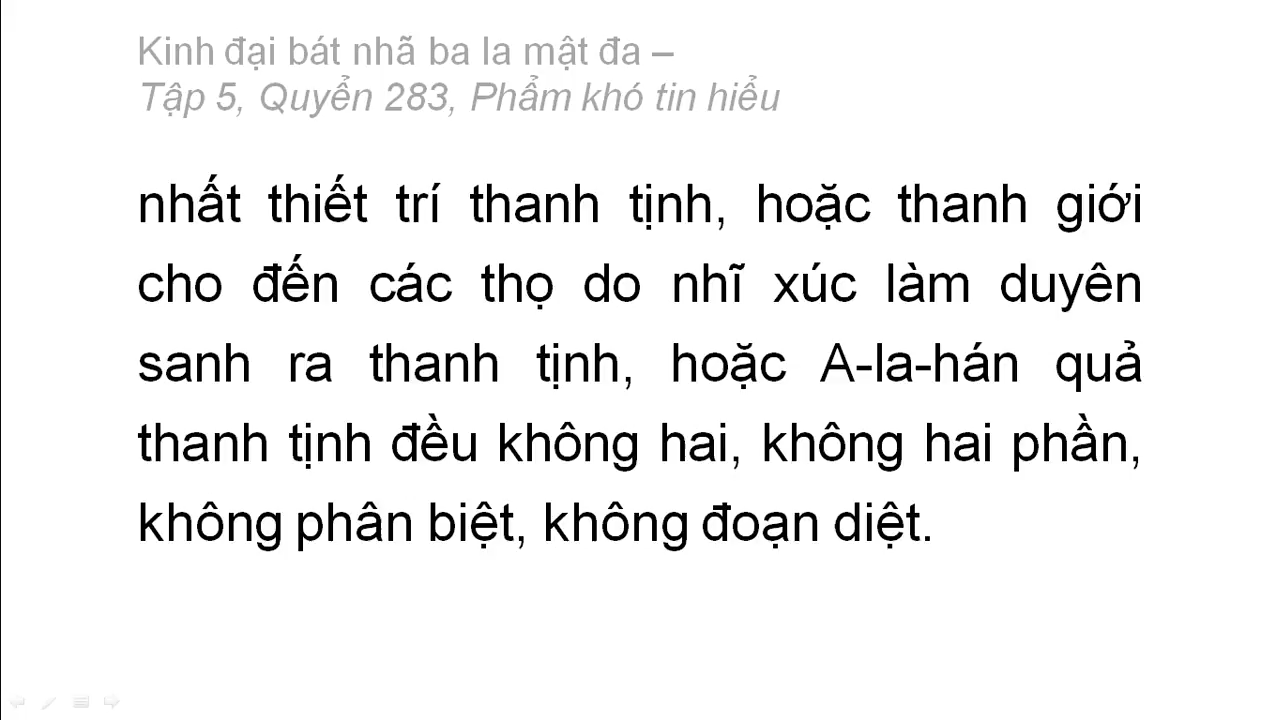 Kinh đại bát nhã ba la mật đa –
Tập 5, Quyển 283, Phẩm khó tin hiểu
nhất thiết trí thanh tịnh, hoặc thanh giới
cho đến các thọ do nhĩ xúc làm duyên
sanh ra thanh tịnh, hoặc A-la-hán quả
thanh tịnh đều không hai, không hai phần,
không phân biệt, không đoạn diệt.